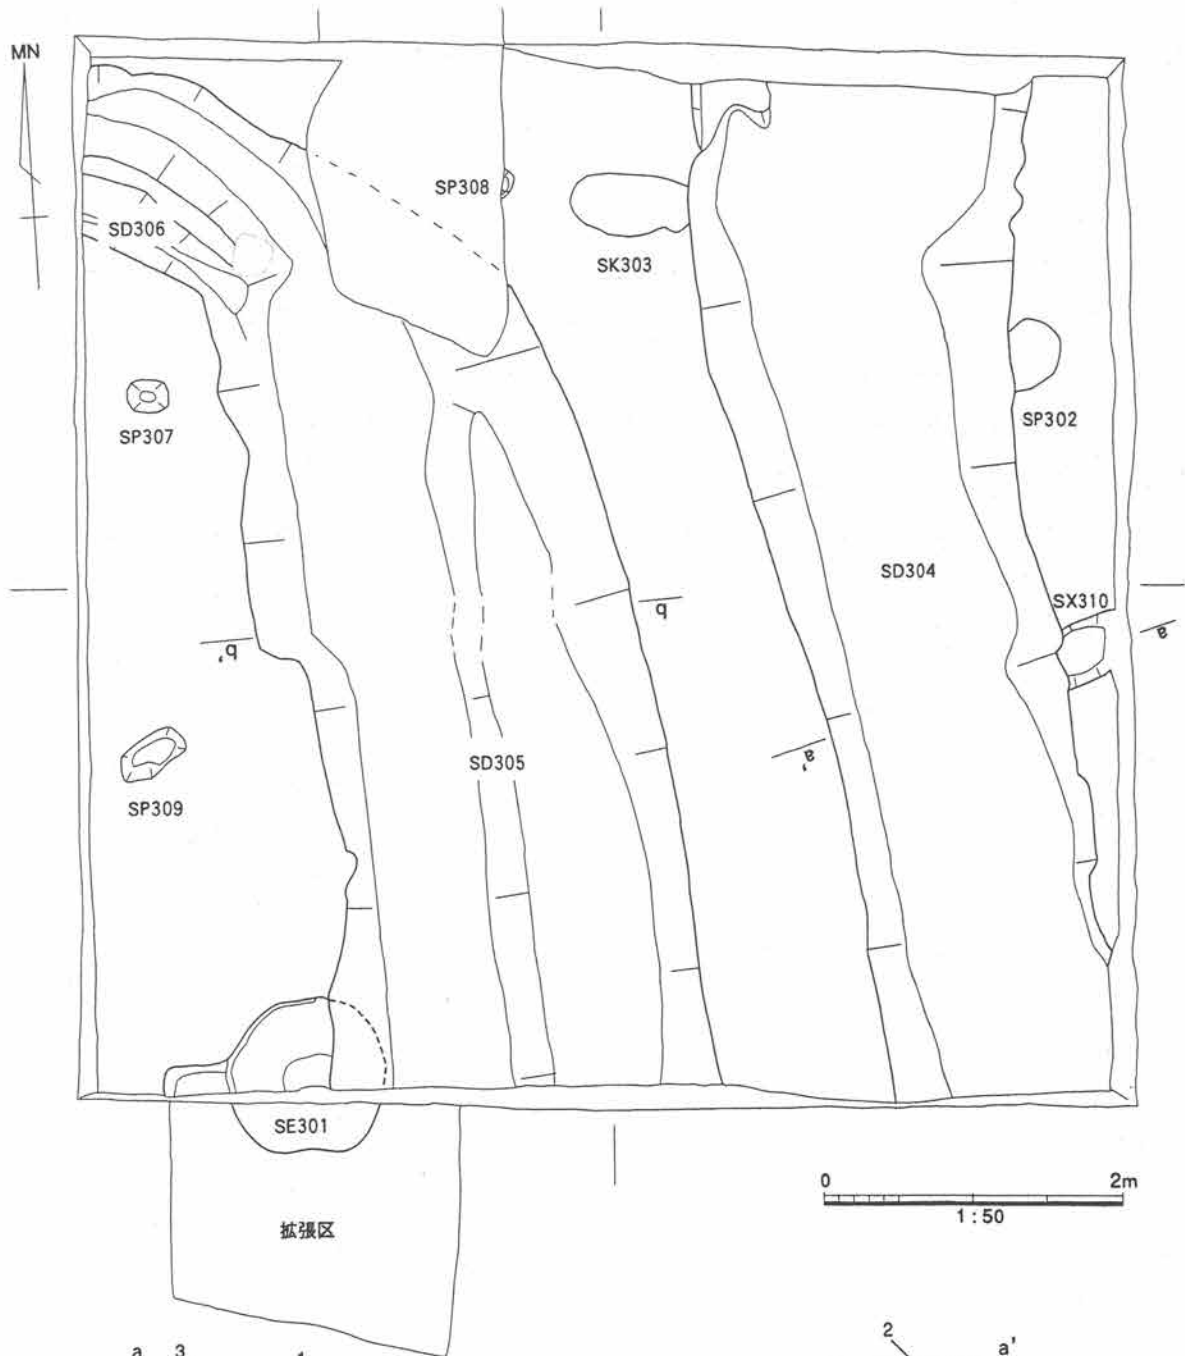 MN
SD306
SP308
SK303
SP307
SP302
SD304
SX310
b
a
b'
a'
SD305
SP309
SE301
0 2m
1:50
拡張区
a 3 1
2 a'